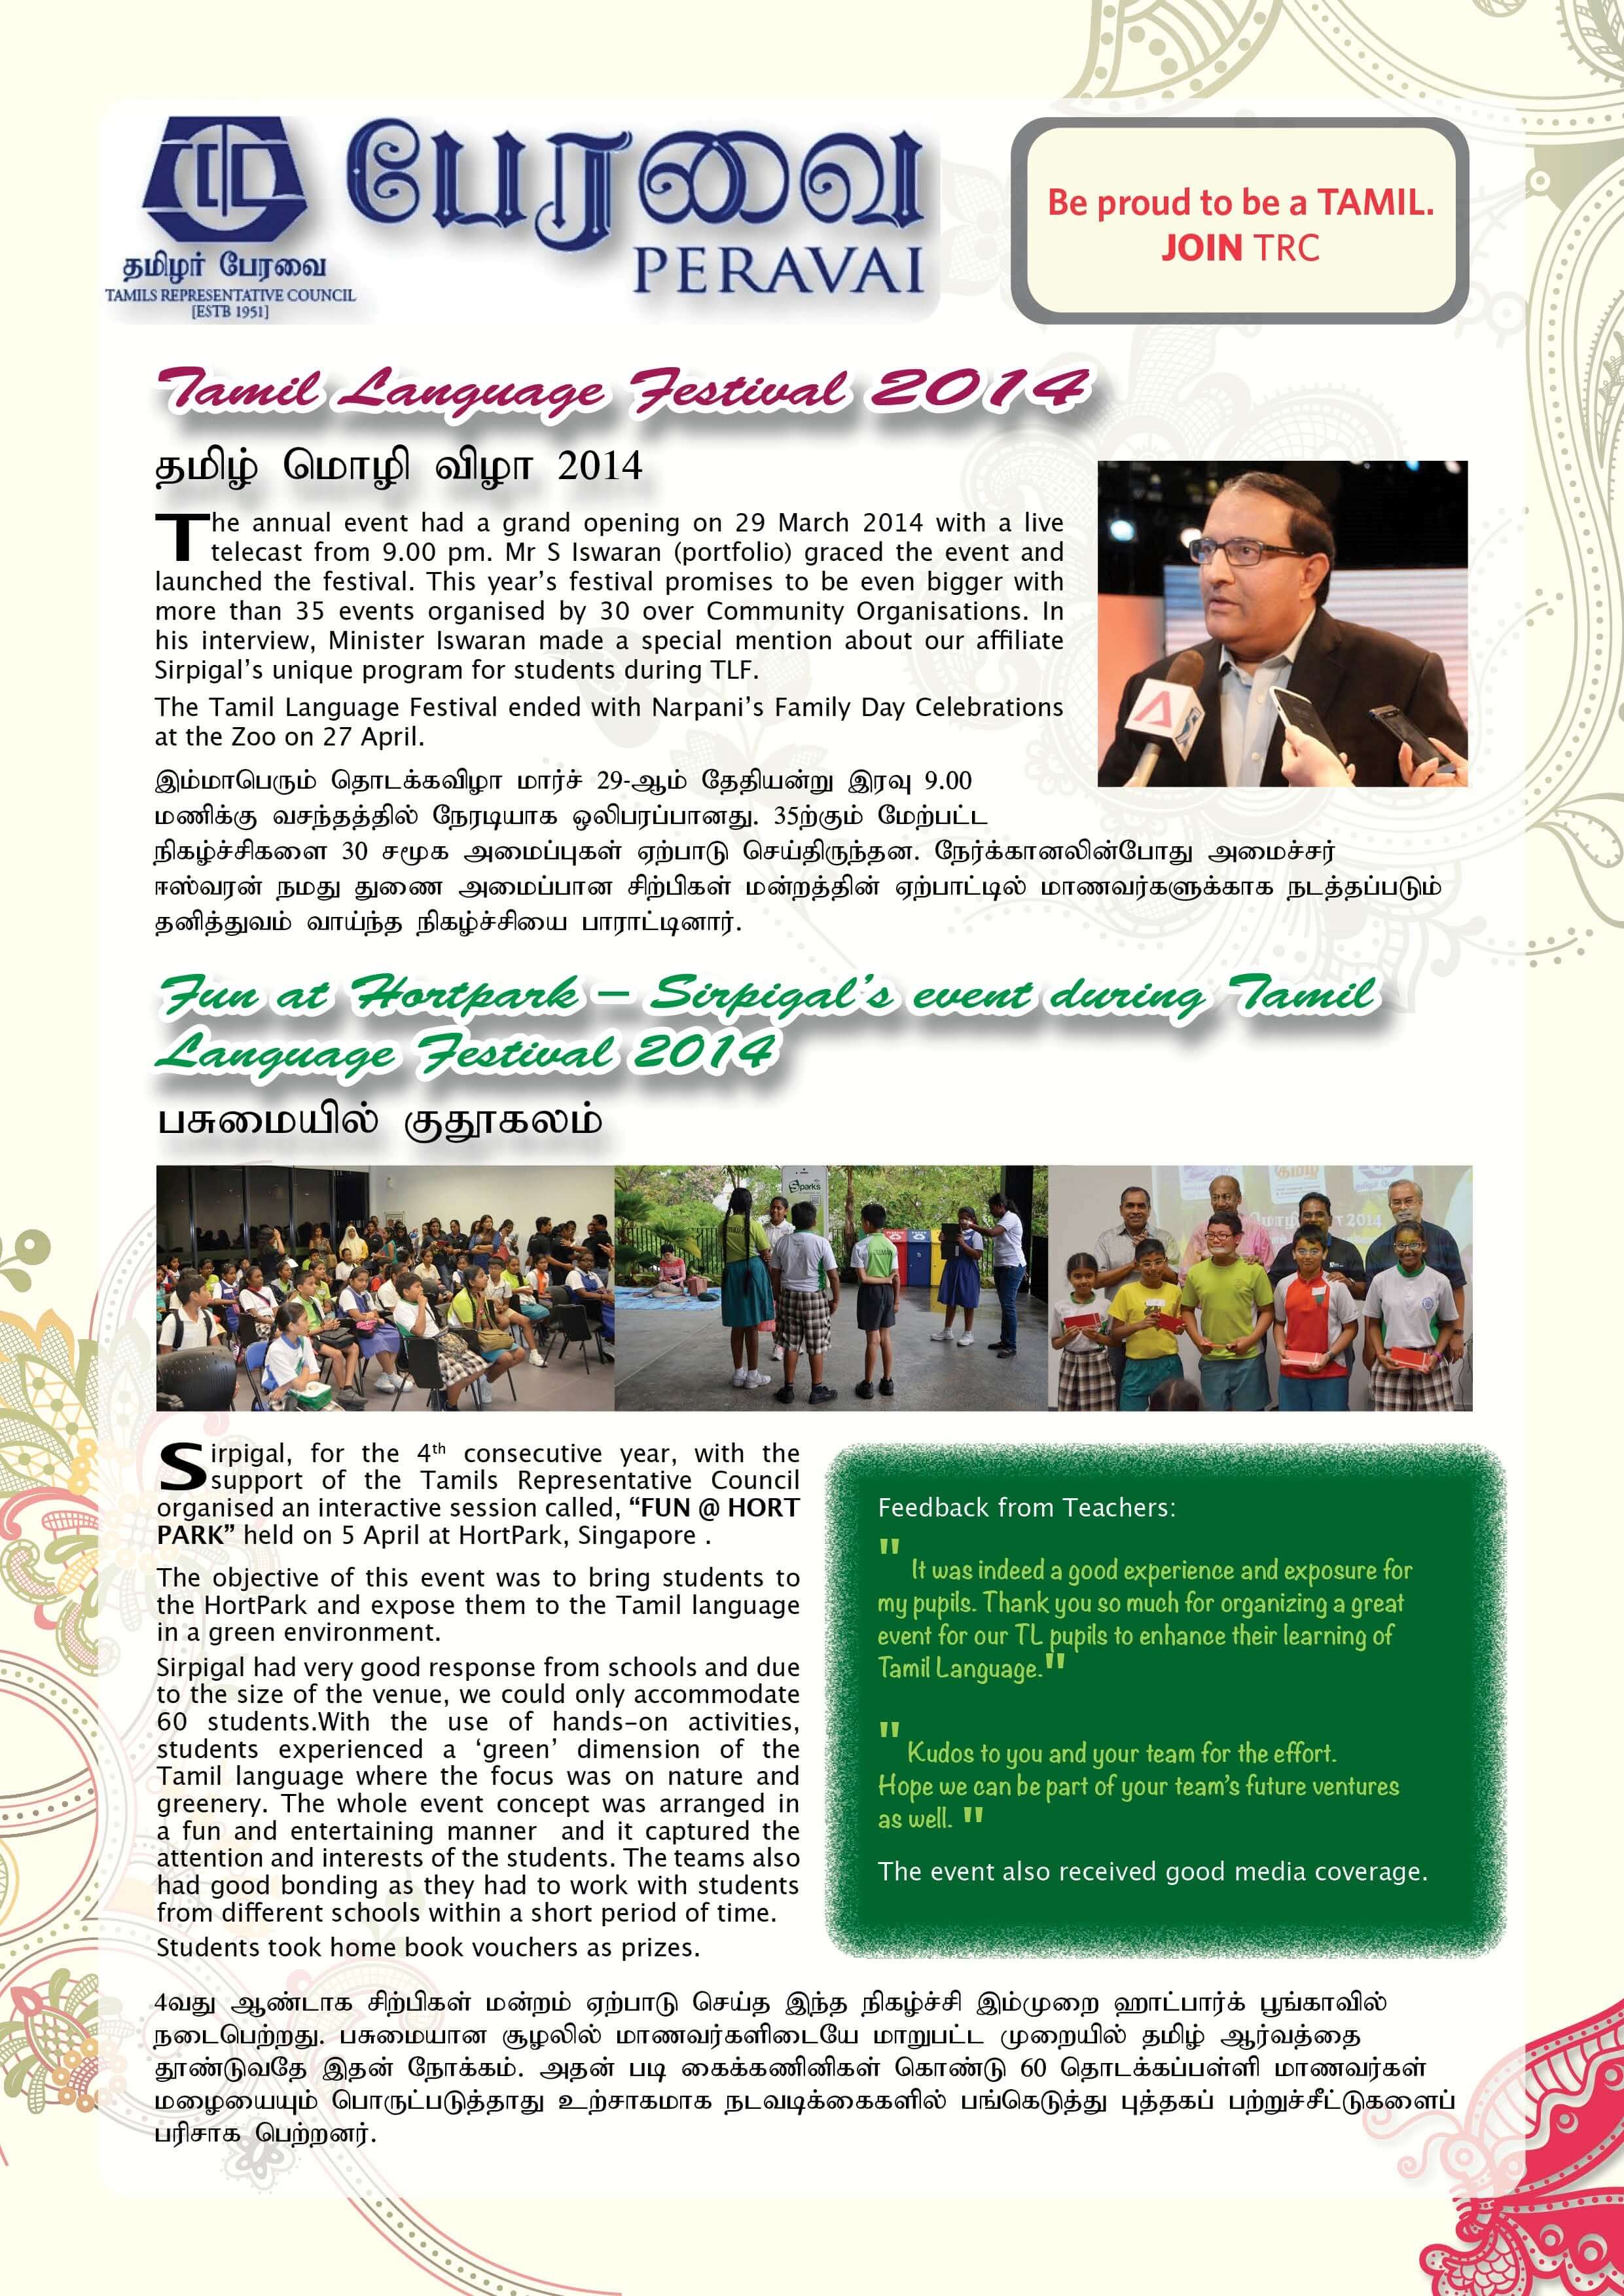 தமிழர் பேரவை
TAMILS REPRESENTATIVE COUNCIL
[ESTB 1951]
பேரவை
PERAVAI
Be proud to be a TAMIL.
JOIN TRC
Tamil Language Festival 2014
தமிழ் மொழி விழா 2014
The annual event had a grand opening on 29 March 2014 with a live
telecast from 9.00 pm. Mr S Iswaran (portfolio) graced the event and
launched the festival. This year's festival promises to be even bigger with
more than 35 events organised by 30 over Community Organisations. In
his interview, Minister Iswaran made a special mention about our affiliate
Sirpigal's unique program for students during TLF.
The Tamil Language Festival ended with Narpani's Family Day Celebrations
at the Zoo on 27 April.
இம்மாபெரும் தொடக்கவிழா மார்ச் 29-ஆம் தேதியன்று இரவு 9.00
மணிக்கு வசந்தத்தில் நேரடியாக ஒலிபரப்பானது. 35ற்கும் மேற்பட்ட
நிகழ்ச்சிகளை 30 சமூக அமைப்புகள் ஏற்பாடு செய்திருந்தன. நேர்க்கானலின்போது அமைச்சர்
ஈஸ்வரன் நமது துணை அமைப்பான சிற்பிகள் மன்றத்தின் ஏற்பாட்டில் மாணவர்களுக்காக நடத்தப்படும்
தனித்துவம் வாய்ந்த நிகழ்ச்சியை பாராட்டினார்.
Fun at Hortpark – Sirpigal's event during Tamil
Language Festival 2014
பசுமையில் குதூகலம்
Sparks
2014
Sirpigal, for the 4th consecutive year, with the
support of the Tamils Representative Council
organised an interactive session called, "FUN @ HORT
PARK" held on 5 April at HortPark, Singapore .
The objective of this event was to bring students to
the HortPark and expose them to the Tamil language
in a green environment.
Sirpigal had very good response from schools and due
to the size of the venue, we could only accommodate
60 students.With the use of hands-on activities,
students experienced a 'green' dimension of the
Tamil language where the focus was on nature and
greenery. The whole event concept was arranged in
a fun and entertaining manner and it captured the
attention and interests of the students. The teams also
had good bonding as they had to work with students
from different schools within a short period of time.
Students took home book vouchers as prizes.
Feedback from Teachers:
" It was indeed a good experience and exposure for
my pupils. Thank you so much for organizing a great
event for our TL pupils to enhance their learning of
Tamil Language."
" Kudos to you and your team for the effort.
Hope we can be part of your team's future ventures
as well. "
The event also received good media coverage.
4வது ஆண்டாக சிற்பிகள் மன்றம் ஏற்பாடு செய்த இந்த நிகழ்ச்சி இம்முறை ஹாட்பார்க் பூங்காவில்
நடைபெற்றது. பசுமையான சூழலில் மாணவர்களிடையே மாறுபட்ட முறையில் தமிழ் ஆர்வத்தை
தூண்டுவதே இதன் நோக்கம். அதன் படி கைக்கணினிகள் கொண்டு 60 தொடக்கப்பள்ளி மாணவர்கள்
மழையையும் பொருட்படுத்தாது உற்சாகமாக நடவடிக்கைகளில் பங்கெடுத்து புத்தகப் பற்றுச்சீட்டுகளைப்
பரிசாக பெற்றனர்.